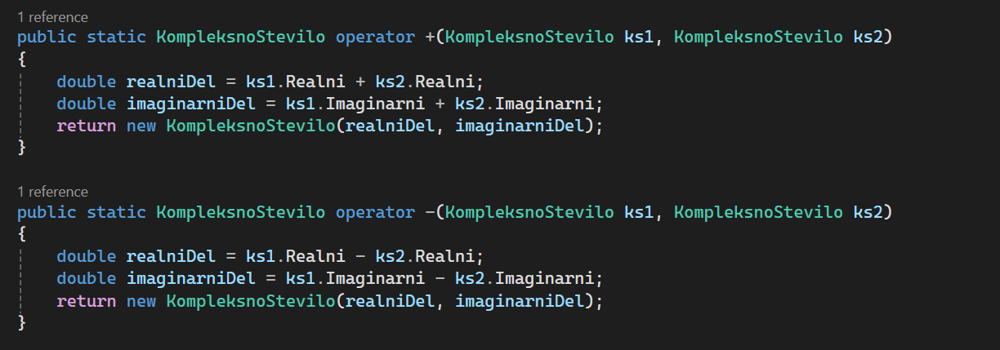 1 reference
public static KompleksnoStevilo operator +(KompleksnoStevilo ks1, KompleksnoStevilo ks2)
{
    double realniDel = ks1.Realni + ks2.Realni;
    double imaginarniDel = ks1.Imaginarni + ks2.Imaginarni;
    return new KompleksnoStevilo(realniDel, imaginarniDel);
}
1 reference
public static KompleksnoStevilo operator -(KompleksnoStevilo ks1, KompleksnoStevilo ks2)
{
    double realniDel = ks1.Realni - ks2.Realni;
    double imaginarniDel = ks1.Imaginarni - ks2.Imaginarni;
    return new KompleksnoStevilo(realniDel, imaginarniDel);
}